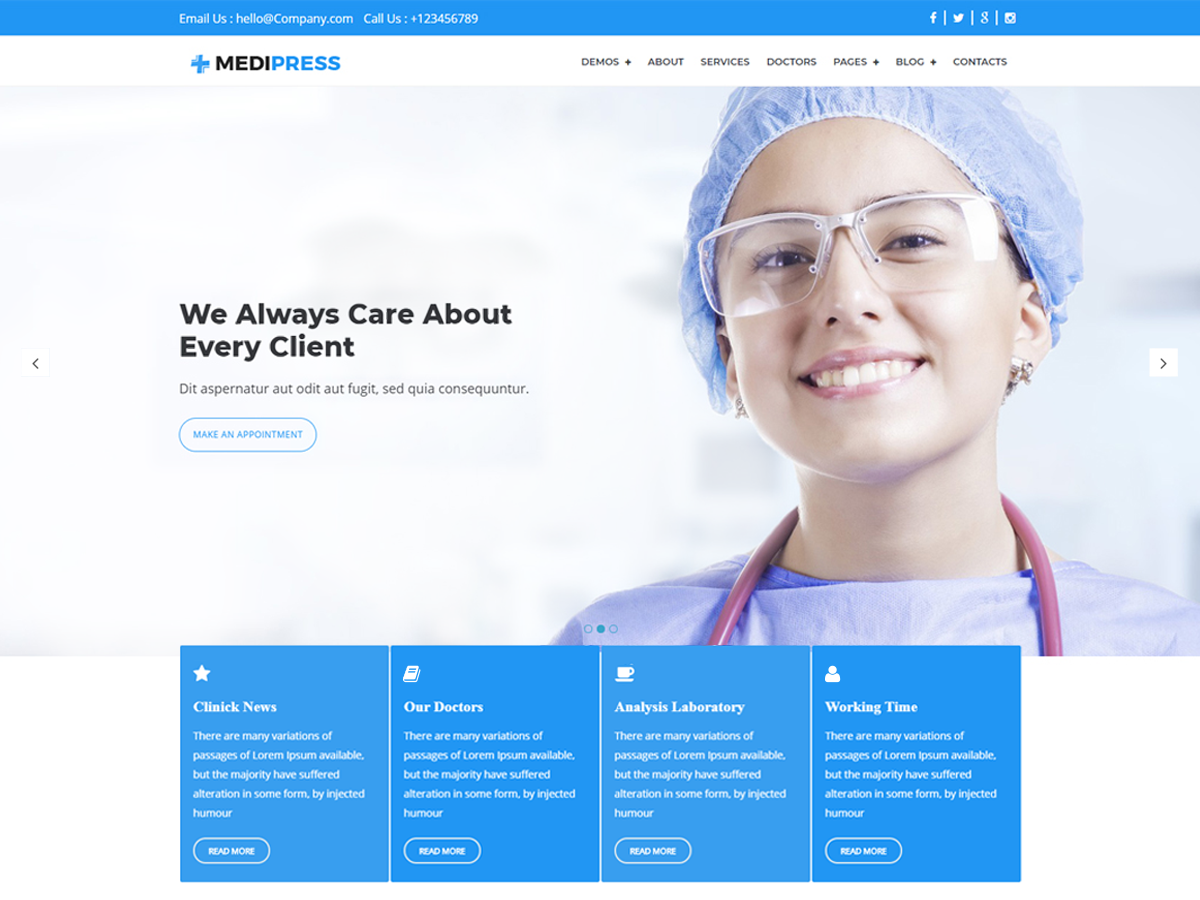 Email Us : hello@Company.com Call Us : +123456789
MEDIPRESS
DEMOS + ABOUT SERVICES DOCTORS PAGES + BLOG + CONTACTS
We Always Care About
Every Client
Dit aspernatur aut odit aut fugit, sed quia consequuntur.
MAKE AN APPOINTMENT
Clinick News
There are many variations of
passages of Lorem Ipsum available,
but the majority have suffered
alteration in some form, by injected
humour
READ MORE
Our Doctors
There are many variations of
passages of Lorem Ipsum available,
but the majority have suffered
alteration in some form, by injected
humour
READ MORE
Analysis Laboratory
There are many variations of
passages of Lorem Ipsum available,
but the majority have suffered
alteration in some form, by injected
humour
READ MORE
Working Time
There are many variations of
passages of Lorem Ipsum available,
but the majority have suffered
alteration in some form, by injected
humour
READ MORE